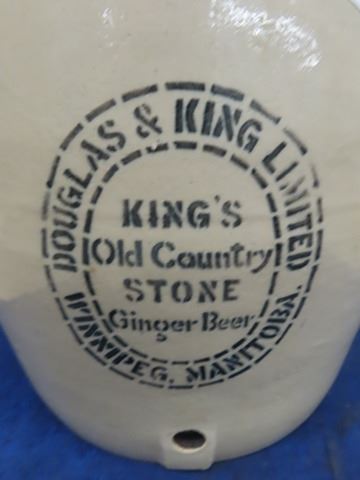 DOUGLAS & KING LIMITED
KING'S
Old Country
STONE
Ginger Beer
WINNIPEG, MANITOBA.